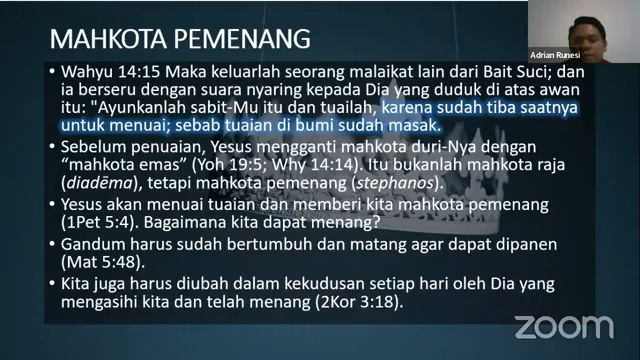 Adrian Runesi
MAHKOTA PEMENANG
• Wahyu 14:15 Maka keluarlah seorang malaikat lain dari Bait Suci; dan
ia berseru dengan suara nyaring kepada Dia yang duduk di atas awan
itu: "Ayunkanlah sabit-Mu itu dan tuailah, karena sudah tiba saatnya
untuk menuai; sebab tuaian di bumi sudah masak.
• Sebelum penuaian, Yesus mengganti mahkota duri-Nya dengan
“mahkota emas” (Yoh 19:5; Why 14:14). Itu bukanlah mahkota raja
(diadēma), tetapi mahkota pemenang (stephanos).
• Yesus akan menuai tuaian dan memberi kita mahkota pemenang
(1Pet 5:4). Bagaimana kita dapat menang?
• Gandum harus sudah bertumbuh dan matang agar dapat dipanen
(Mat 5:48).
• Kita juga harus diubah dalam kekudusan setiap hari oleh Dia yang
mengasihi kita dan telah menang (2Kor 3:18).
zoom